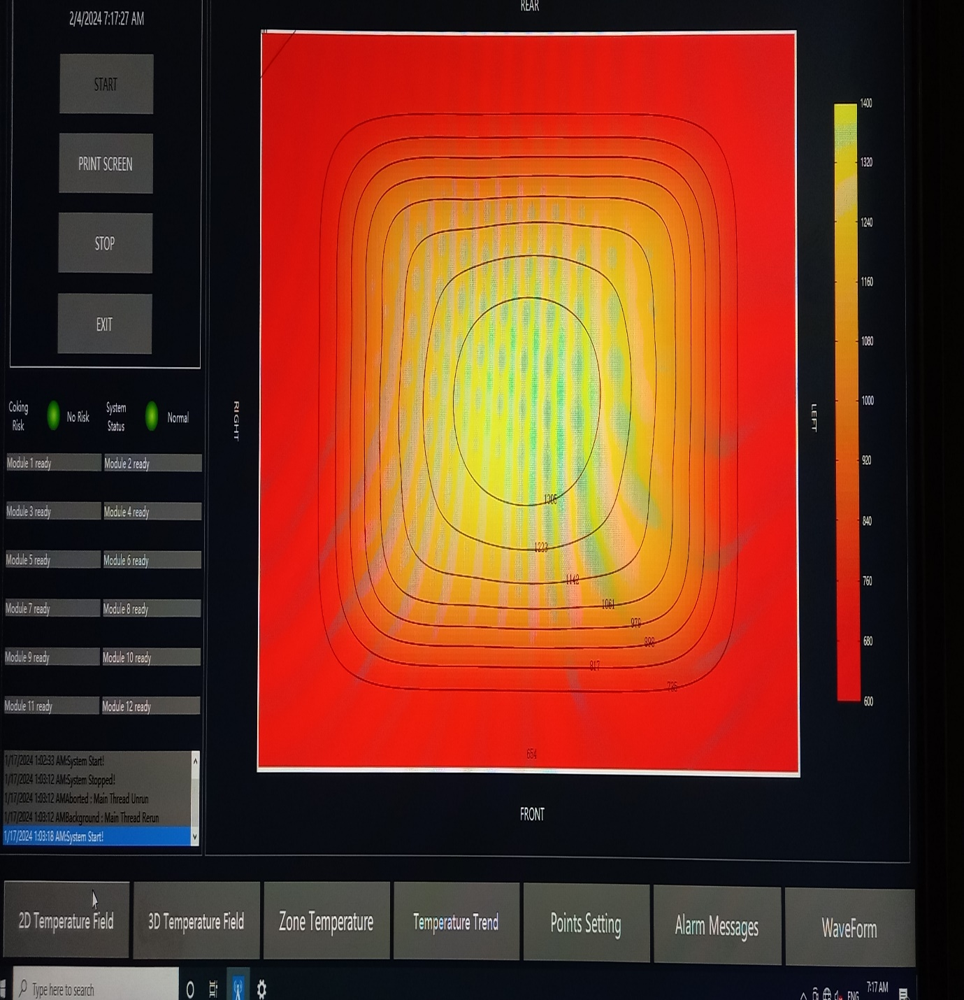 2/4/2024 7:17:27 AM
START
PRINT SCREEN
STOP
EXIT
Coking Risk
No Risk
System Status
Normal
Module 1 ready
Module 2 ready
Module 3 ready
Module 4 ready
Module 5 ready
Module 6 ready
Module 7 ready
Module 8 ready
Module 9 ready
Module 10 ready
Module 11 ready
Module 12 ready
1/17/2024 1:02:33 AM:System Start!
1/17/2024 1:03:12 AM:System Stopped!
1/17/2024 1:03:12 AMAborted : Main Thread Unrun
1/17/2024 1:03:12 AMBackground : Main Thread Rerun
1/17/2024 1:03:18 AM:System Start!
REAR
RIGHT
LEFT
1305
1223
1142
1061
979
898
817
735
654
FRONT
1400
1320
1240
1160
1080
1000
920
840
760
680
600
2D Temperature Field
3D Temperature Field
Zone Temperature
Temperature Trend
Points Setting
Alarm Messages
WaveForm
Type here to search
ENG
7:17 AM